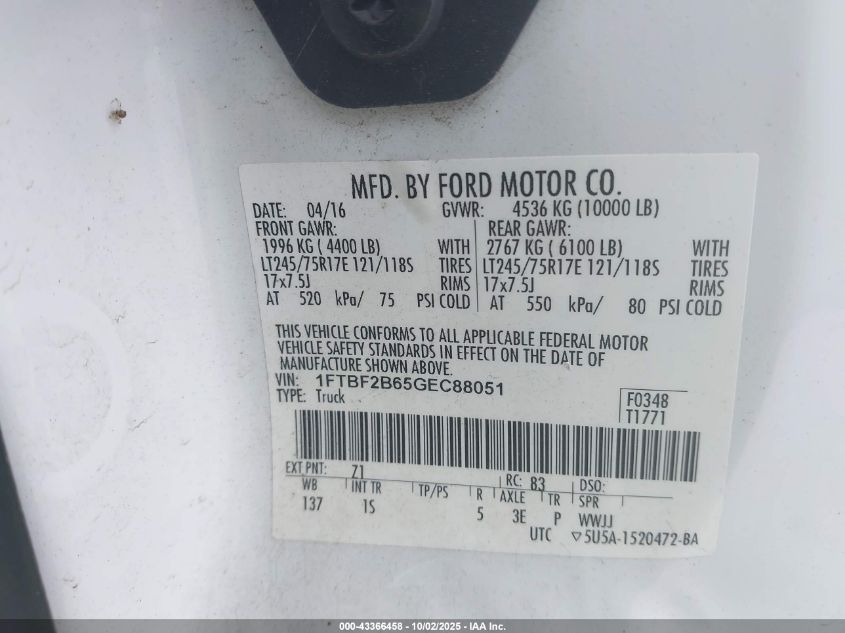 MFD. BY FORD MOTOR CO.
DATE: 04/16 GVWR: 4536 KG (10000 LB)
FRONT GAWR: REAR GAWR:
1996 KG ( 4400 LB) WITH 2767 KG ( 6100 LB) WITH
LT245/75R17E 121/118S TIRES LT245/75R17E 121/118S TIRES
17x7.5J RIMS 17x7.5J RIMS
AT 520 kPa/ 75 PSI COLD AT 550 kPa/ 80 PSI COLD
THIS VEHICLE CONFORMS TO ALL APPLICABLE FEDERAL MOTOR
VEHICLE SAFETY STANDARDS IN EFFECT ON THE DATE OF
MANUFACTURE SHOWN ABOVE.
VIN: 1FTBF2B65GEC88051
TYPE: Truck
F0348
T1771
EXT PNT: Z1 RC: 83 DSO:
WB INT TR TP/PS R AXLE TR SPR
137 1S 5 3E P WWJJ
UTC ▽5U5A-1520472-BA
000-43366458 - 10/02/2025 - IAA Inc.